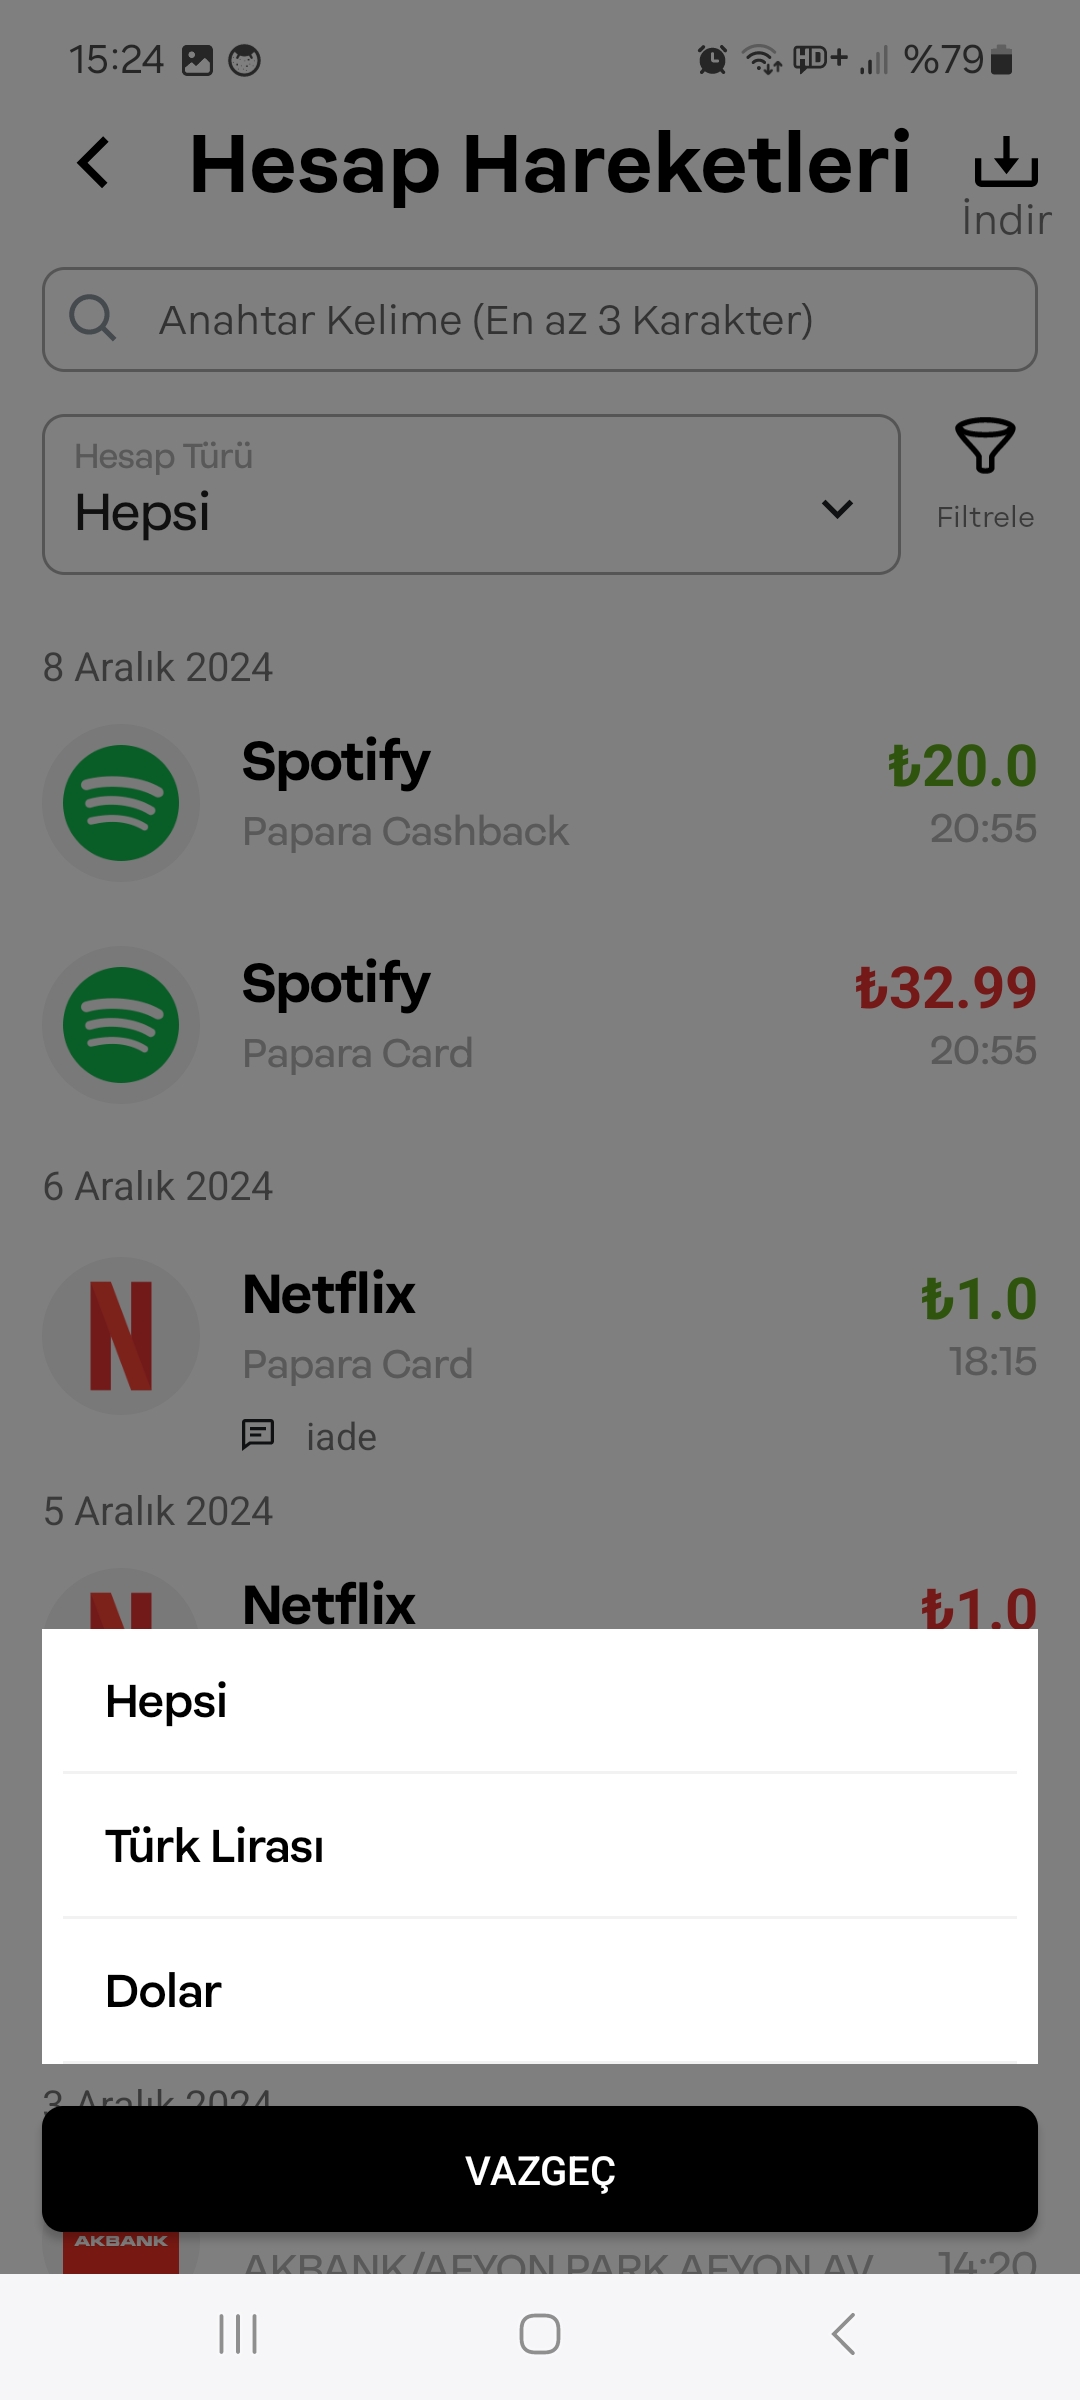 15:24 %79
Hesap Hareketleri
İndir
Anahtar Kelime (En az 3 Karakter)
Hesap Türü
Hepsi
Filtrele
8 Aralık 2024
Spotify ₺20.0
Papara Cashback 20:55
Spotify ₺32.99
Papara Card 20:55
6 Aralık 2024
Netflix ₺1.0
Papara Card 18:15
iade
5 Aralık 2024
Netflix ₺1.0
Hepsi
Türk Lirası
Dolar
3 Aralık 2024
VAZGEÇ
AKBANK
AKBANK/AFYON PARK AFYON AV 14:20